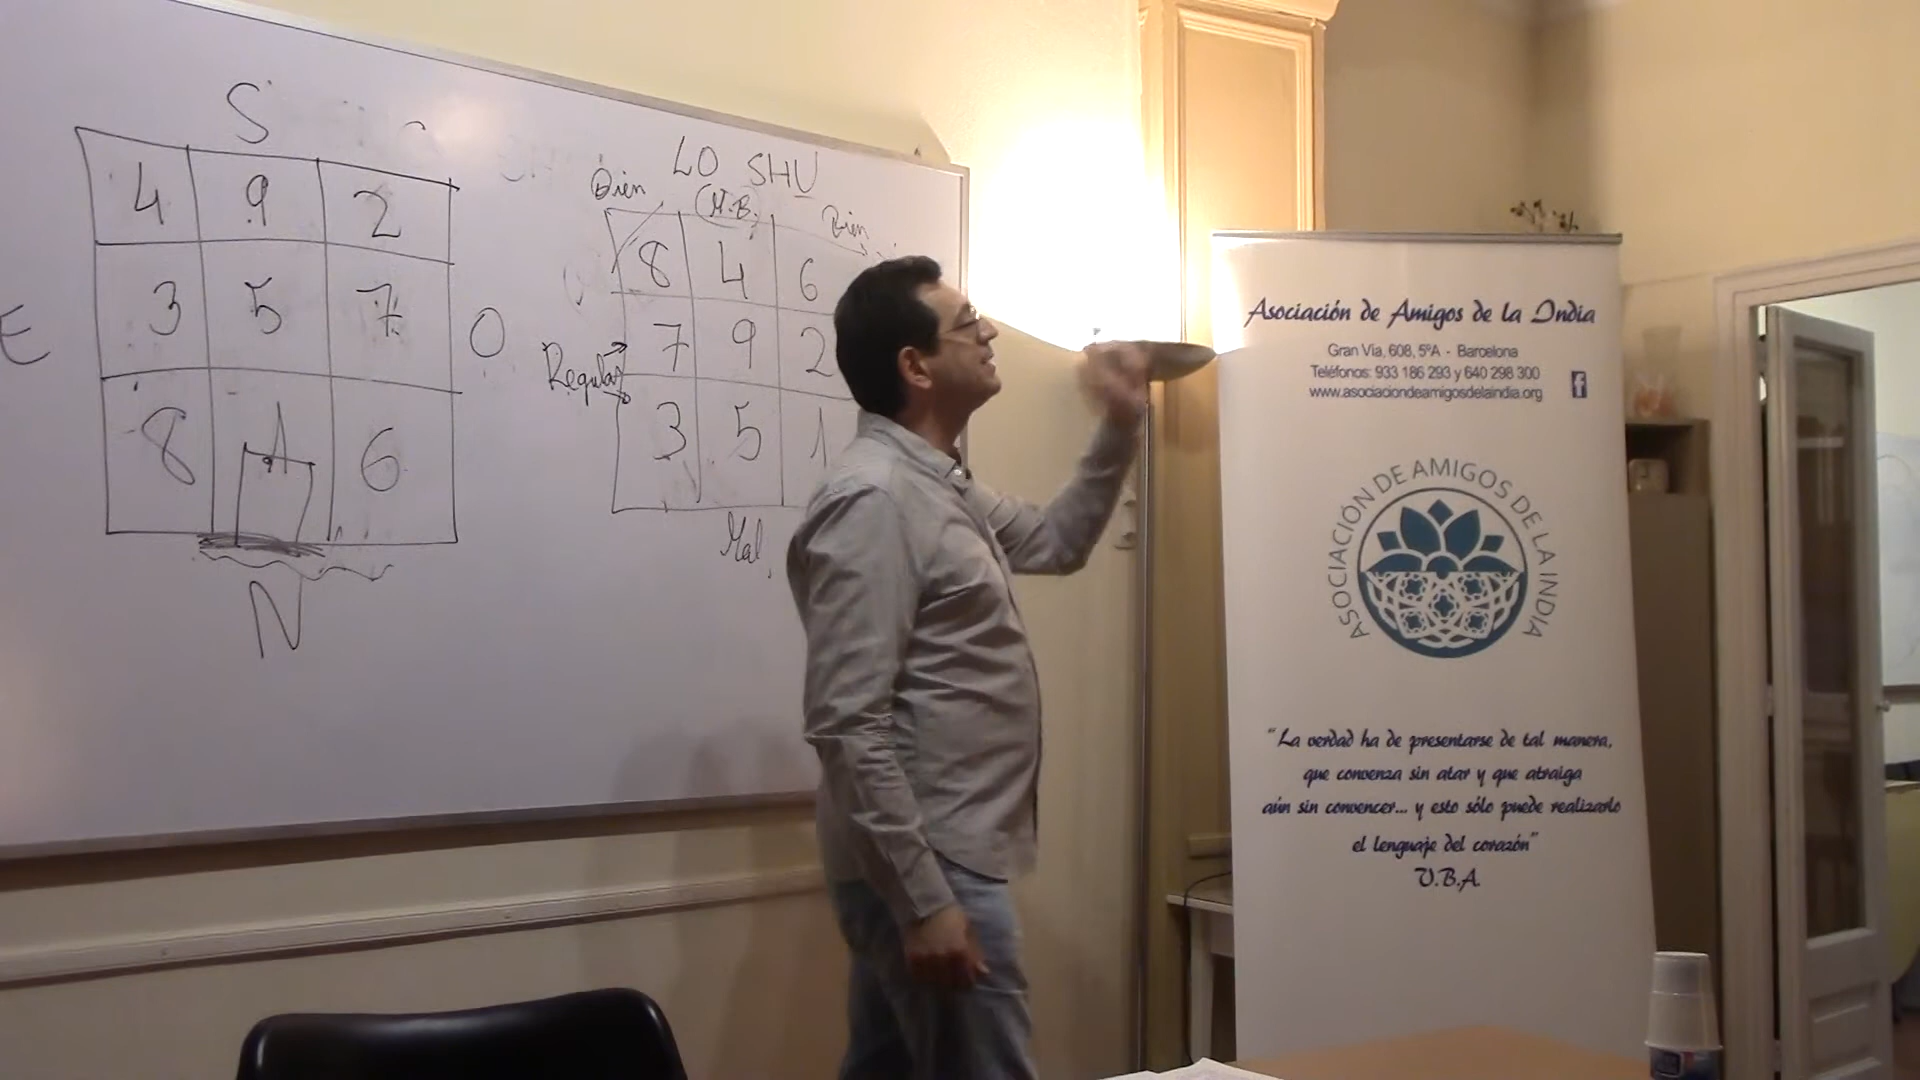 S
4 9 2
E 3 5 7 O
8 1 6
N
LO SHU
Bien (M.B.) Bien
8 4 6
7 9 2
Regular
3 5 1
Mal
Asociación de Amigos de la India
Gran Vía, 608, 5ºA - Barcelona
Teléfonos: 933 186 293 y 640 298 300
www.asociaciondeamigosdelaindia.org
f
ASOCIACIÓN DE AMIGOS DE LA INDIA
"La verdad ha de presentarse de tal manera,
que convenza sin atar y que atraiga
aún sin convencer... y esto sólo puede realizarlo
el lenguaje del corazón"
V.B.A.